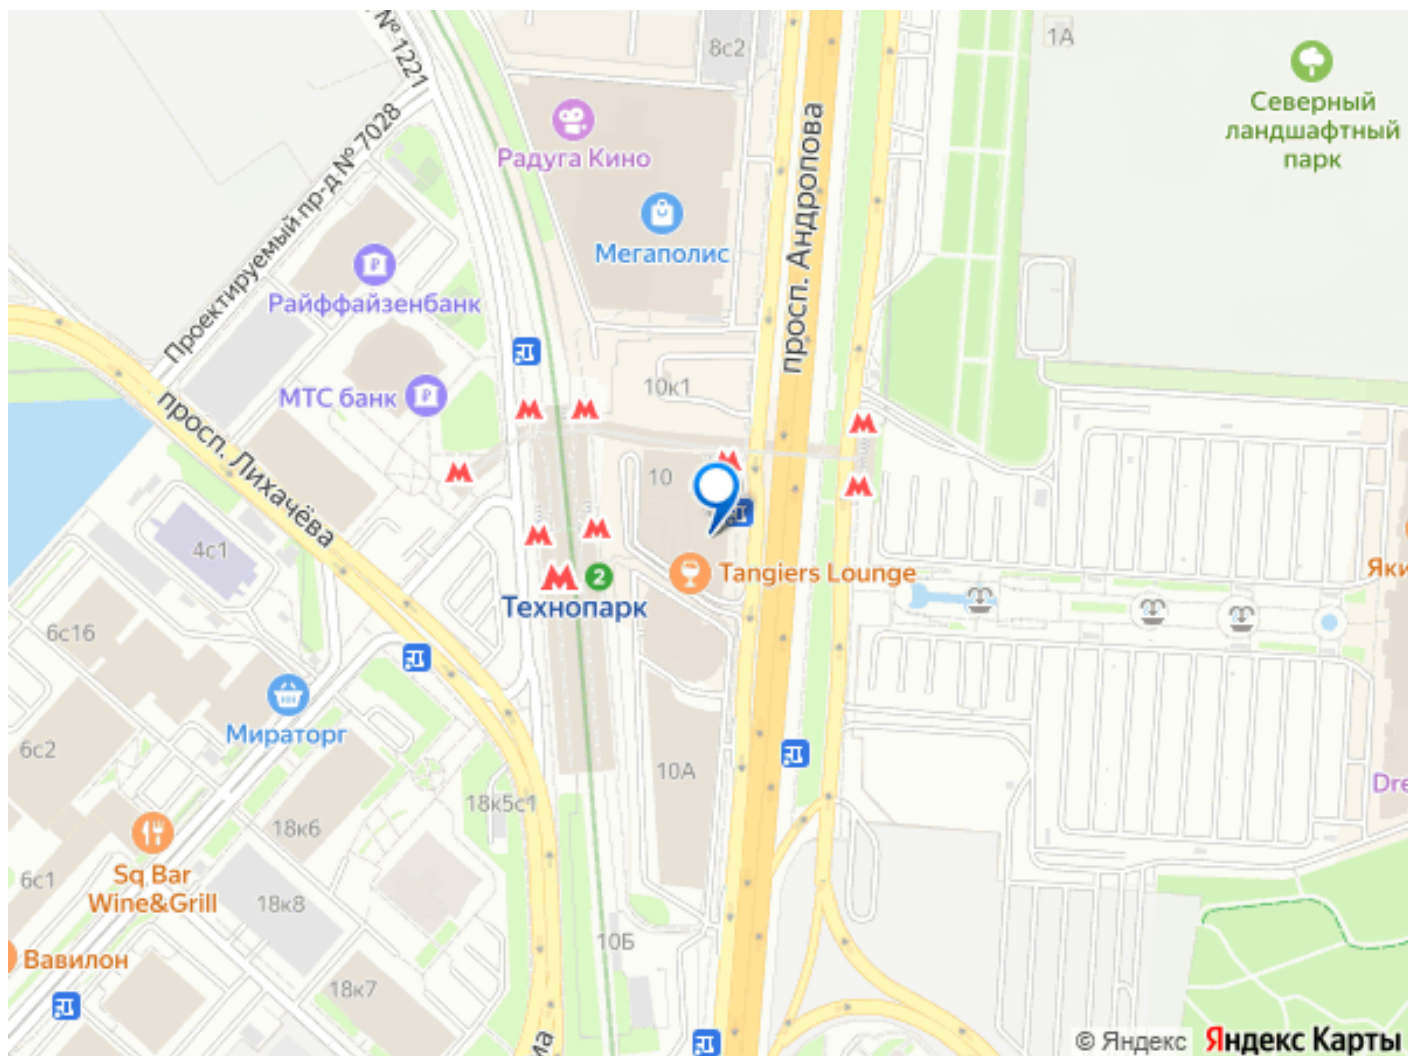 № 1221
8с2
1А
Северный
ландшафтный
парк
Радуга Кино
Проектируемый пр-д № 7028
просп. Андропова
Мегаполис
Райффайзенбанк
10к1
МТС банк
просп. Лихачёва
10
4с1
2
Tangiers Lounge
Технопарк
6с16
Мираторг
6с2
10А
18к5с1
18к6
Sq Bar
Wine&Grill
6с1
18к8
10Б
Вавилон
18к7
© Яндекс
Яндекс Карты